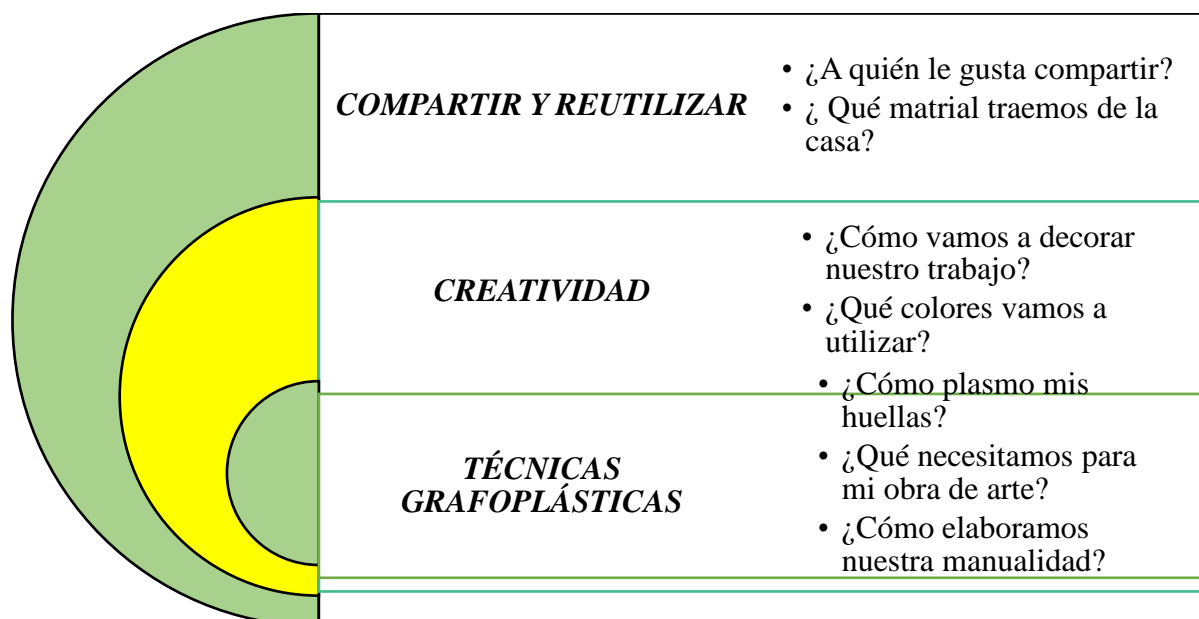 COMPARTIR Y REUTILIZAR
• ¿A quién le gusta compartir?
• ¿ Qué matrial traemos de la
casa?
CREATIVIDAD
• ¿Cómo vamos a decorar
nuestro trabajo?
• ¿Qué colores vamos a
utilizar?
TÉCNICAS
GRAFOPLÁSTICAS
• ¿Cómo plasmo mis
huellas?
• ¿Qué necesitamos para
mi obra de arte?
• ¿Cómo elaboramos
nuestra manualidad?